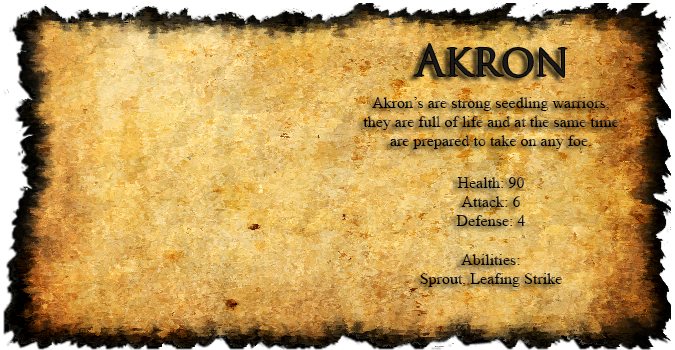 Akron
Akron's are strong seedling warriors,
they are full of life and at the same time
are prepared to take on any foe.
Health: 90
Attack: 6
Defense: 4
Abilities:
Sprout, Leafing Strike